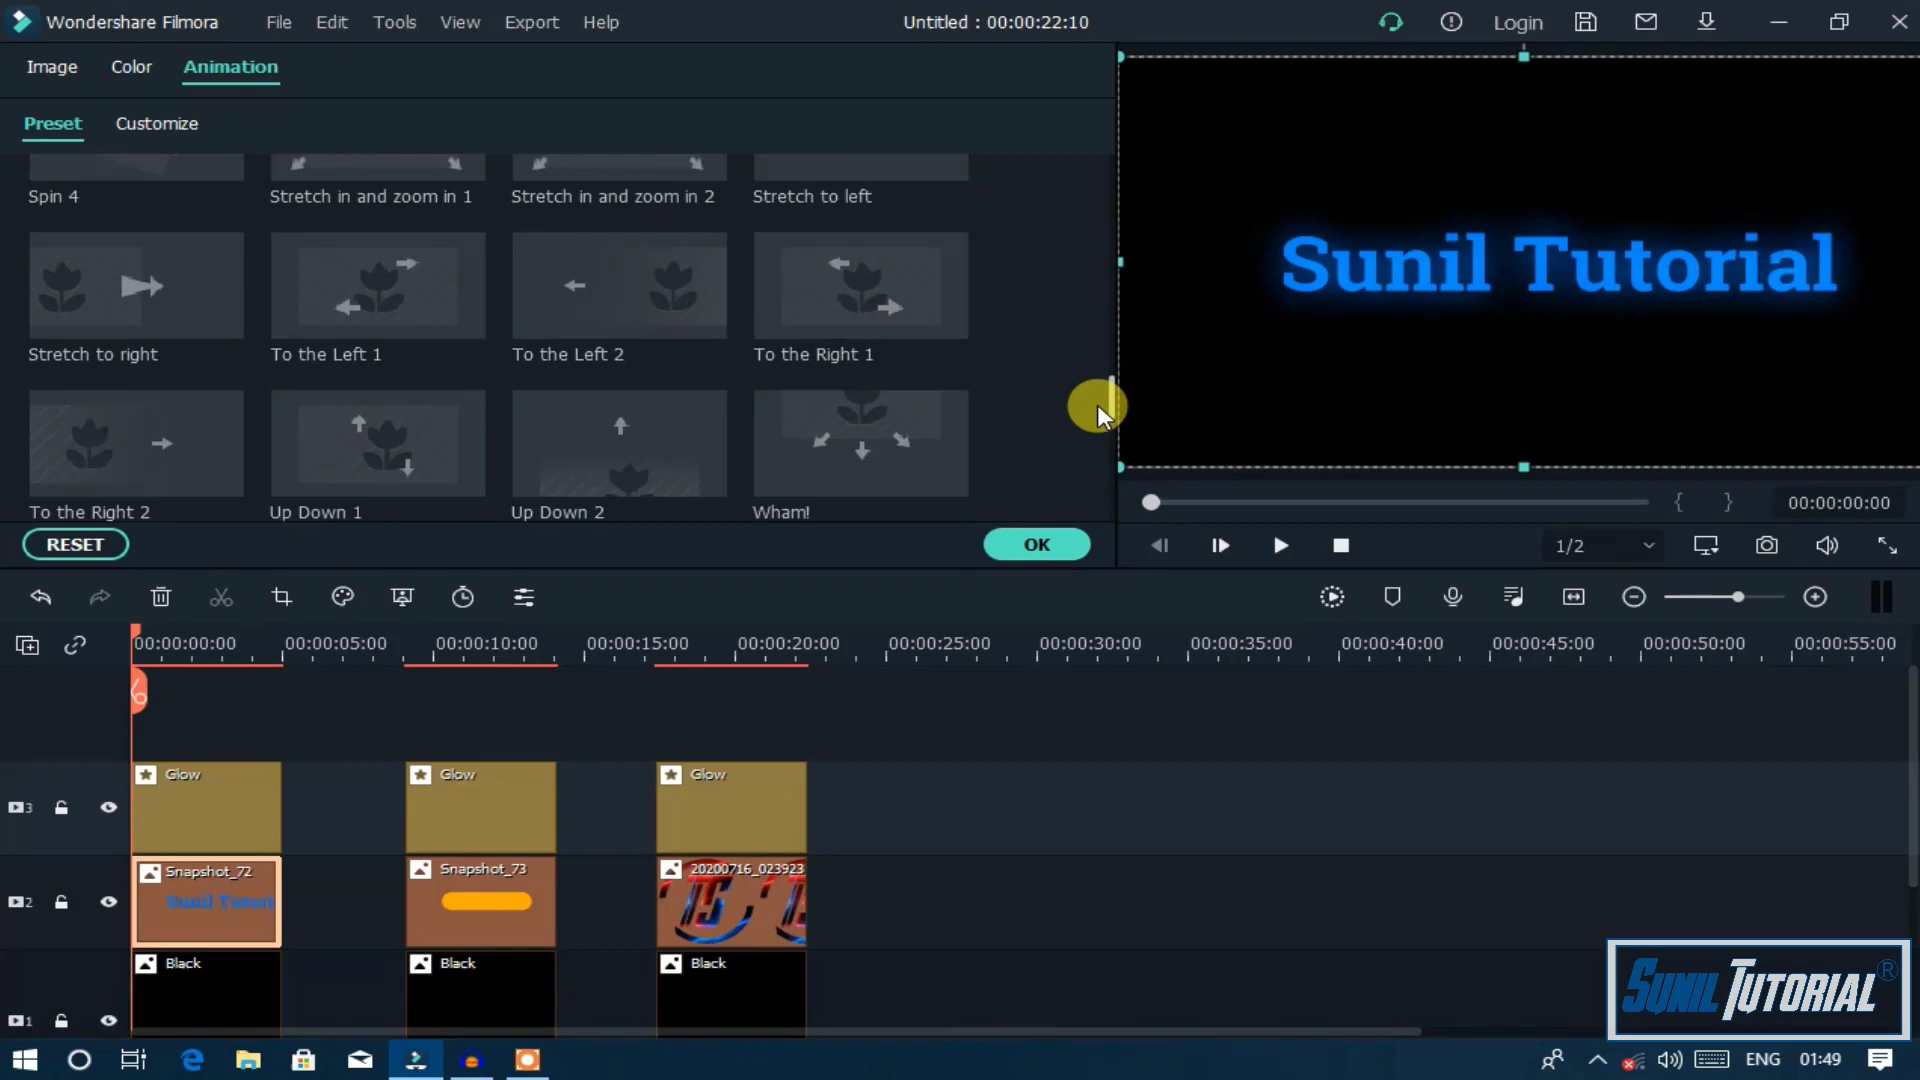 Wondershare Filmora File Edit Tools View Export Help Untitled : 00:00:22:10 Login
Image Color Animation
Preset Customize
Spin 4 Stretch in and zoom in 1 Stretch in and zoom in 2 Stretch to left
Sunil Tutorial
Stretch to right To the Left 1 To the Left 2 To the Right 1
To the Right 2 Up Down 1 Up Down 2 Wham!
{ } 00:00:00:00
RESET OK 1/2
00:00:00:00 00:00:05:00 00:00:10:00 00:00:15:00 00:00:20:00 00:00:25:00 00:00:30:00 00:00:35:00 00:00:40:00 00:00:45:00 00:00:50:00 00:00:55:00
Glow Glow Glow
3
Snapshot_72 Snapshot_73 20200716_023923
2 Sunil Tutori
Black Black Black
SUNIL TUTORIAL®
1
ENG 01:49